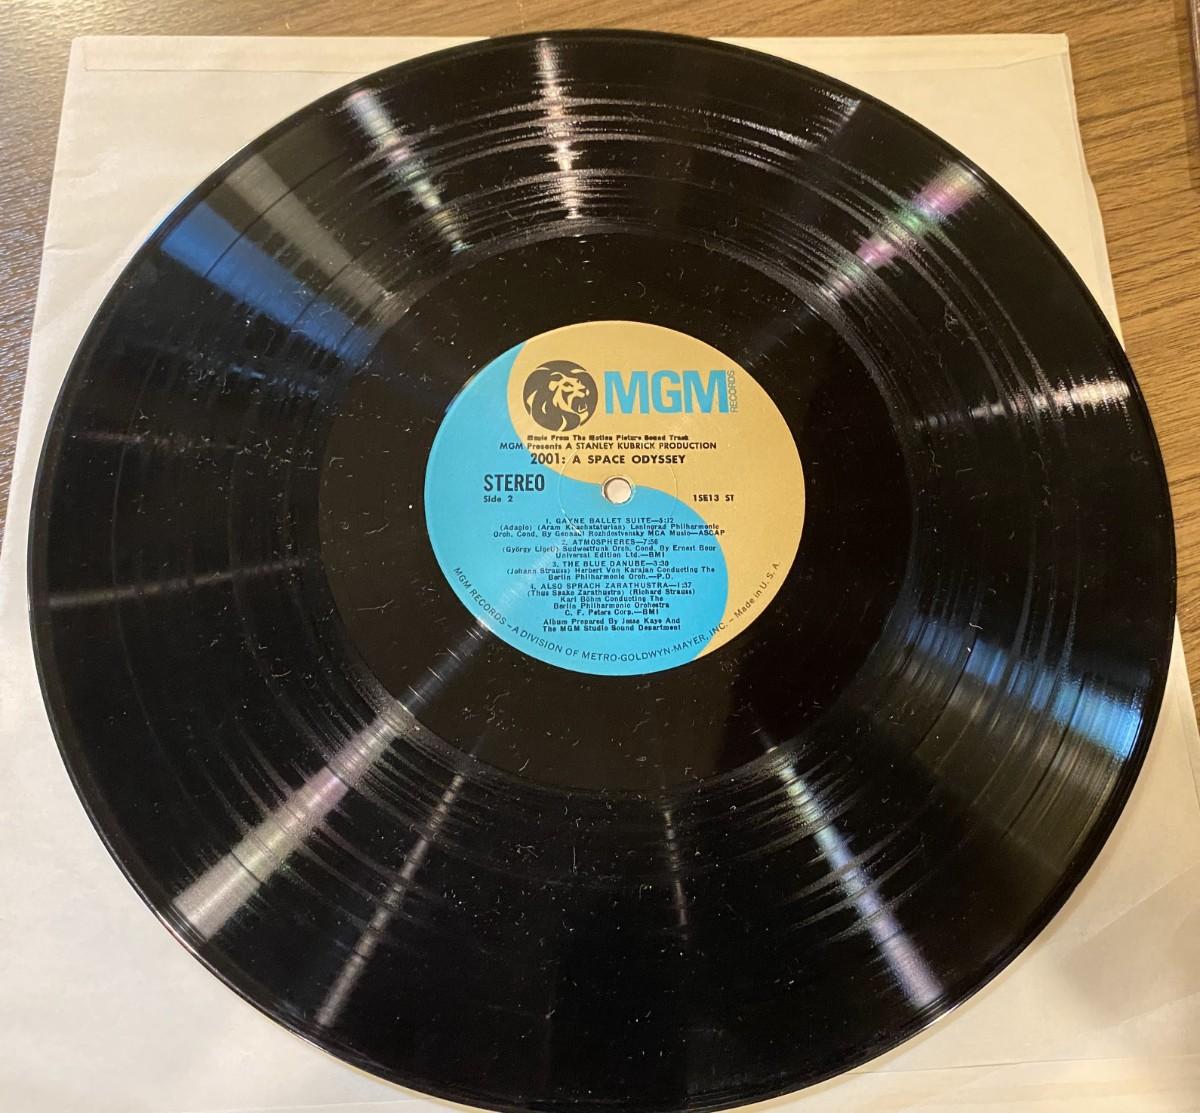 MGM RECORDS
Music From The Motion Picture Sound Track
MGM Presents A STANLEY KUBRICK PRODUCTION
2001: A SPACE ODYSSEY
STEREO
Side 2
1SE13 ST
1. GAYNE BALLET SUITE—5:12
(Adagio) (Aram Khachataturian) Leningrad Philharmonic
Orch. Cond. By Gennadi Rozhdestvensky MCA Music—ASCAP
2. ATMOSPHERES—7:56
(György Ligeti) Sudwestfunk Orch. Cond. By Ernest Bour
Universal Edition Ltd.—BMI
3. THE BLUE DANUBE—3:30
(Johann Strauss) Herbert Von Karajan Conducting The
Berlin Philharmonic Orch.—P.D.
4. ALSO SPRACH ZARATHUSTRA—1:37
(Thus Spake Zarathustra) (Richard Strauss)
Karl Böhm Conducting The
Berlin Philharmonic Orchestra
C. F. Peters Corp.—BMI
Album Prepared By Jesse Kaye And
The MGM Studio Sound Department
MGM RECORDS – A DIVISION OF METRO-GOLDWYN-MAYER, INC. – Made in U. S. A.